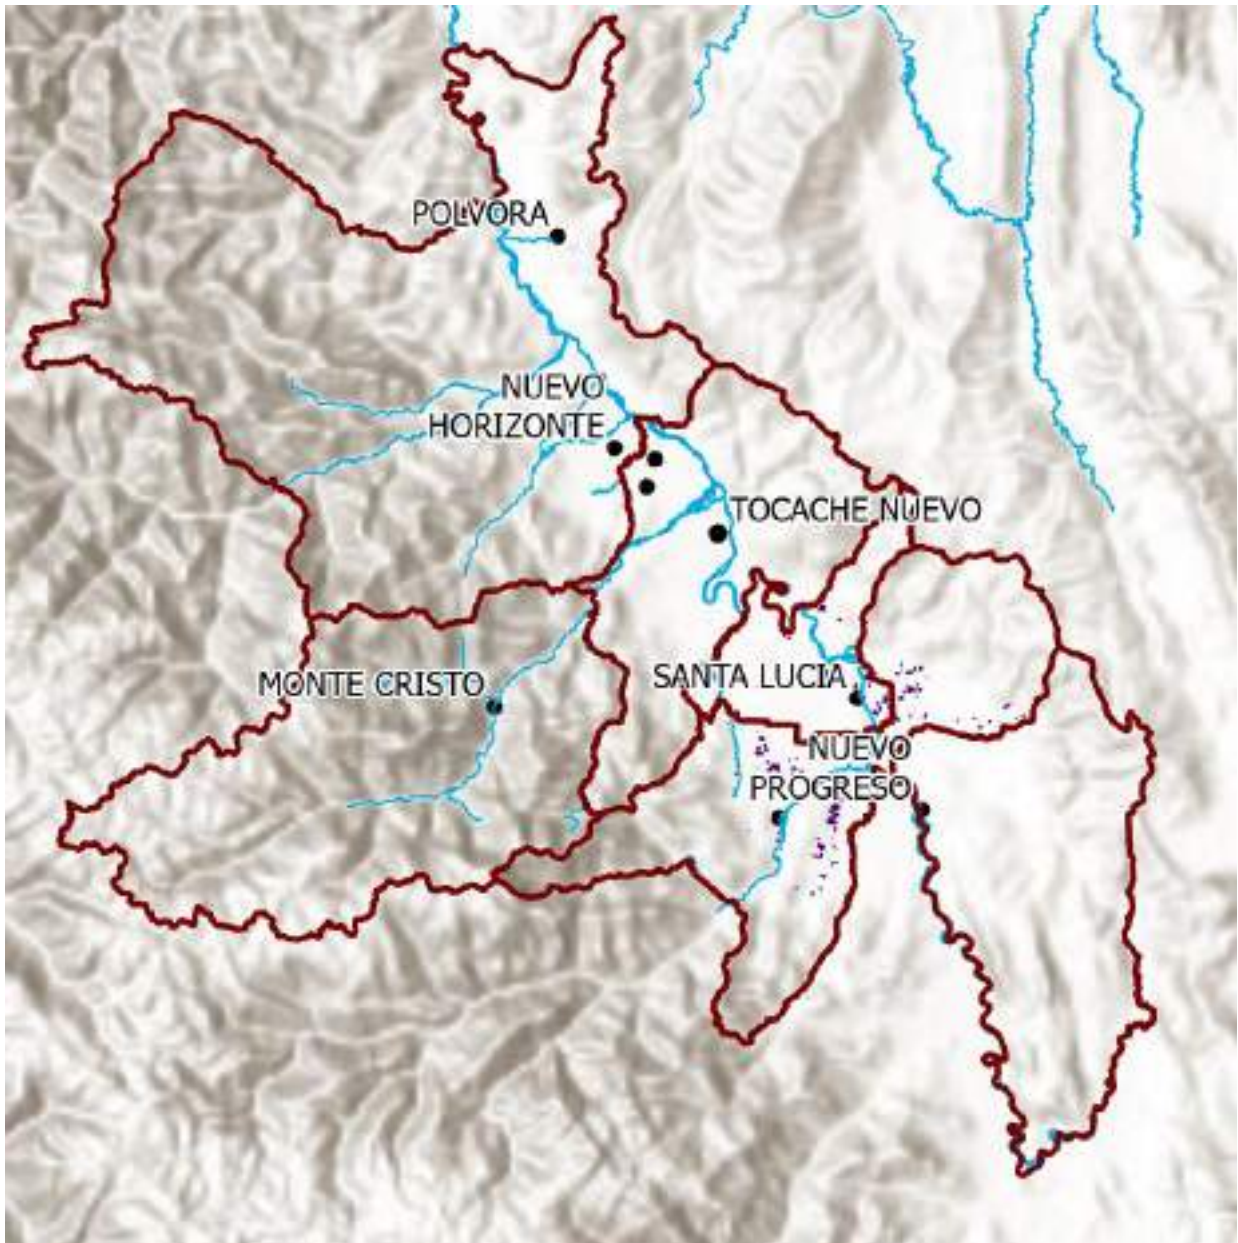 POLVORA
NUEVO
HORIZONTE
TOCACHE NUEVO
MONTE CRISTO
SANTA LUCIA
NUEVO
PROGRESO